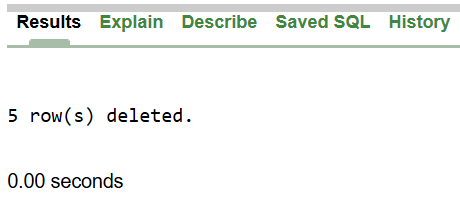 Results Explain Describe Saved SQL History
5 row(s) deleted.
0.00 seconds